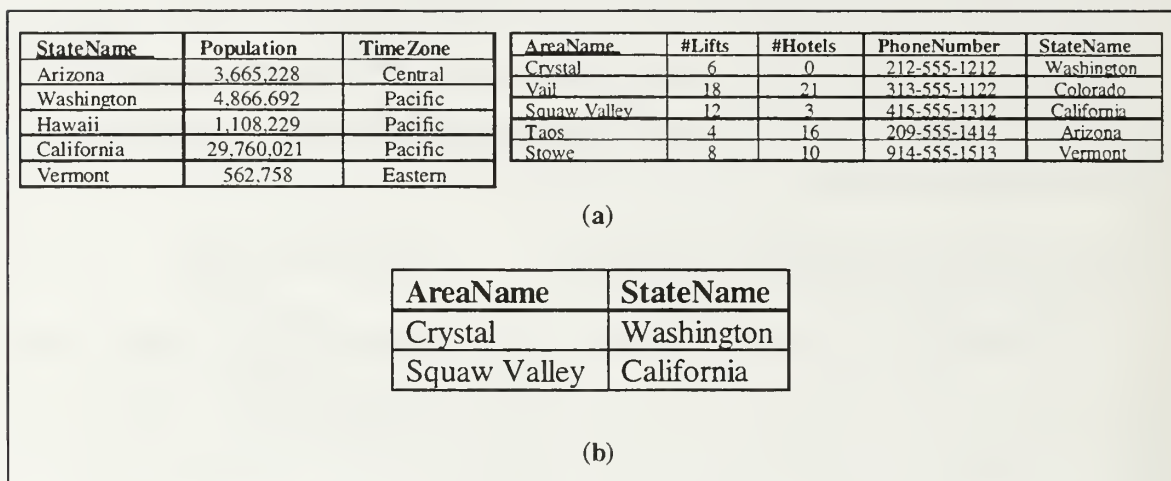 StateName Population TimeZone
Arizona 3,665,228 Central
Washington 4,866.692 Pacific
Hawaii 1,108,229 Pacific
California 29,760,021 Pacific
Vermont 562,758 Eastern
AreaName #Lifts #Hotels PhoneNumber StateName
Crystal 6 0 212-555-1212 Washington
Vail 18 21 313-555-1122 Colorado
Squaw Valley 12 3 415-555-1312 California
Taos 4 16 209-555-1414 Arizona
Stowe 8 10 914-555-1513 Vermont
(a)
AreaName StateName
Crystal Washington
Squaw Valley California
(b)